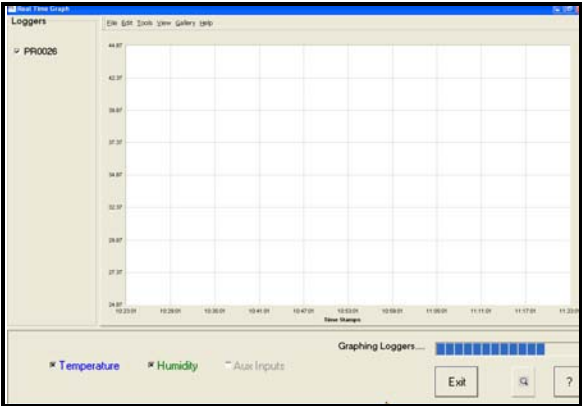 Real Time Graph
Loggers
File Edit Tools View Gallery Help
PR0026
44.87
42.37
39.87
37.37
34.87
32.37
29.87
27.37
24.87
10:23:01 10:29:01 10:35:01 10:41:01 10:47:01 10:53:01 10:59:01 11:05:01 11:11:01 11:17:01 11:23:01
Time Stamps
Graphing Loggers....
Temperature Humidity Aux Inputs
Exit ?